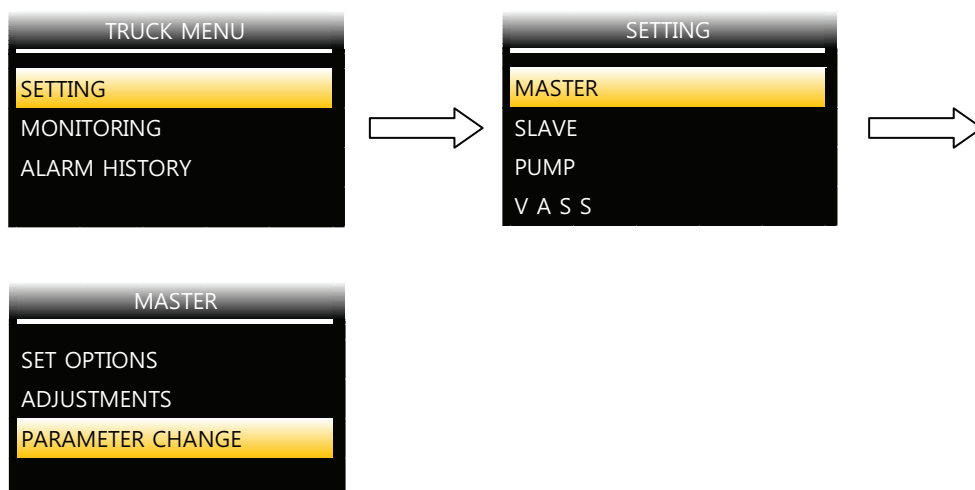 TRUCK MENU
SETTING
MONITORING
ALARM HISTORY
SETTING
MASTER
SLAVE
PUMP
V A S S
MASTER
SET OPTIONS
ADJUSTMENTS
PARAMETER CHANGE